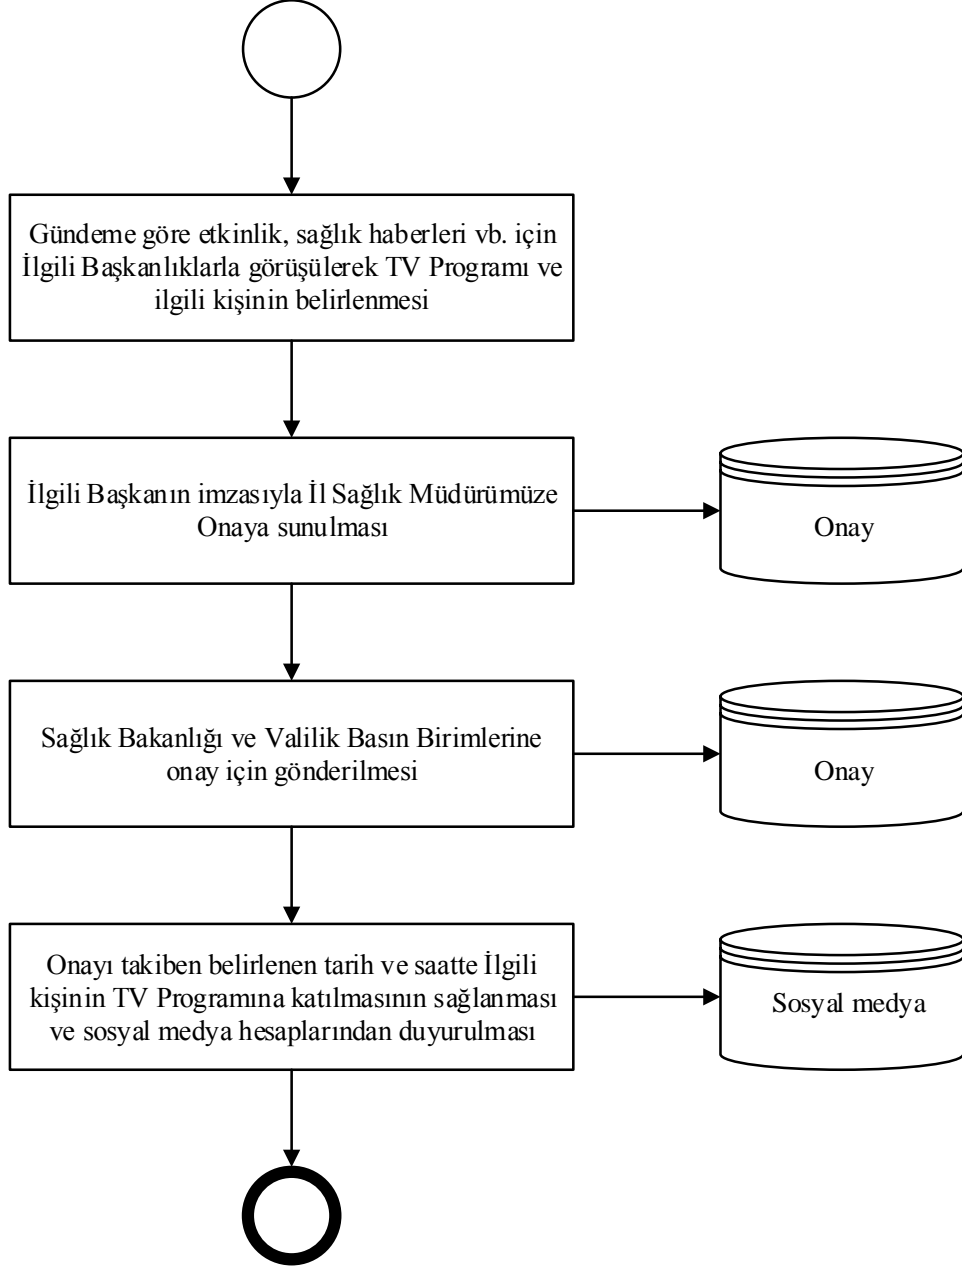 Gündeme göre etkinlik, sağlık haberleri vb. için
İlgili Başkanlıklarla görüşülerek TV Programı ve
ilgili kişinin belirlenmesi
İlgili Başkanın imzasıyla İl Sağlık Müdürümüze
Onaya sunulması
Onay
Sağlık Bakanlığı ve Valilik Basın Birimlerine
onay için gönderilmesi
Onay
Onayı takiben belirlenen tarih ve saatte İlgili
kişinin TV Programına katılmasının sağlanması
ve sosyal medya hesaplarından duyurulması
Sosyal medya